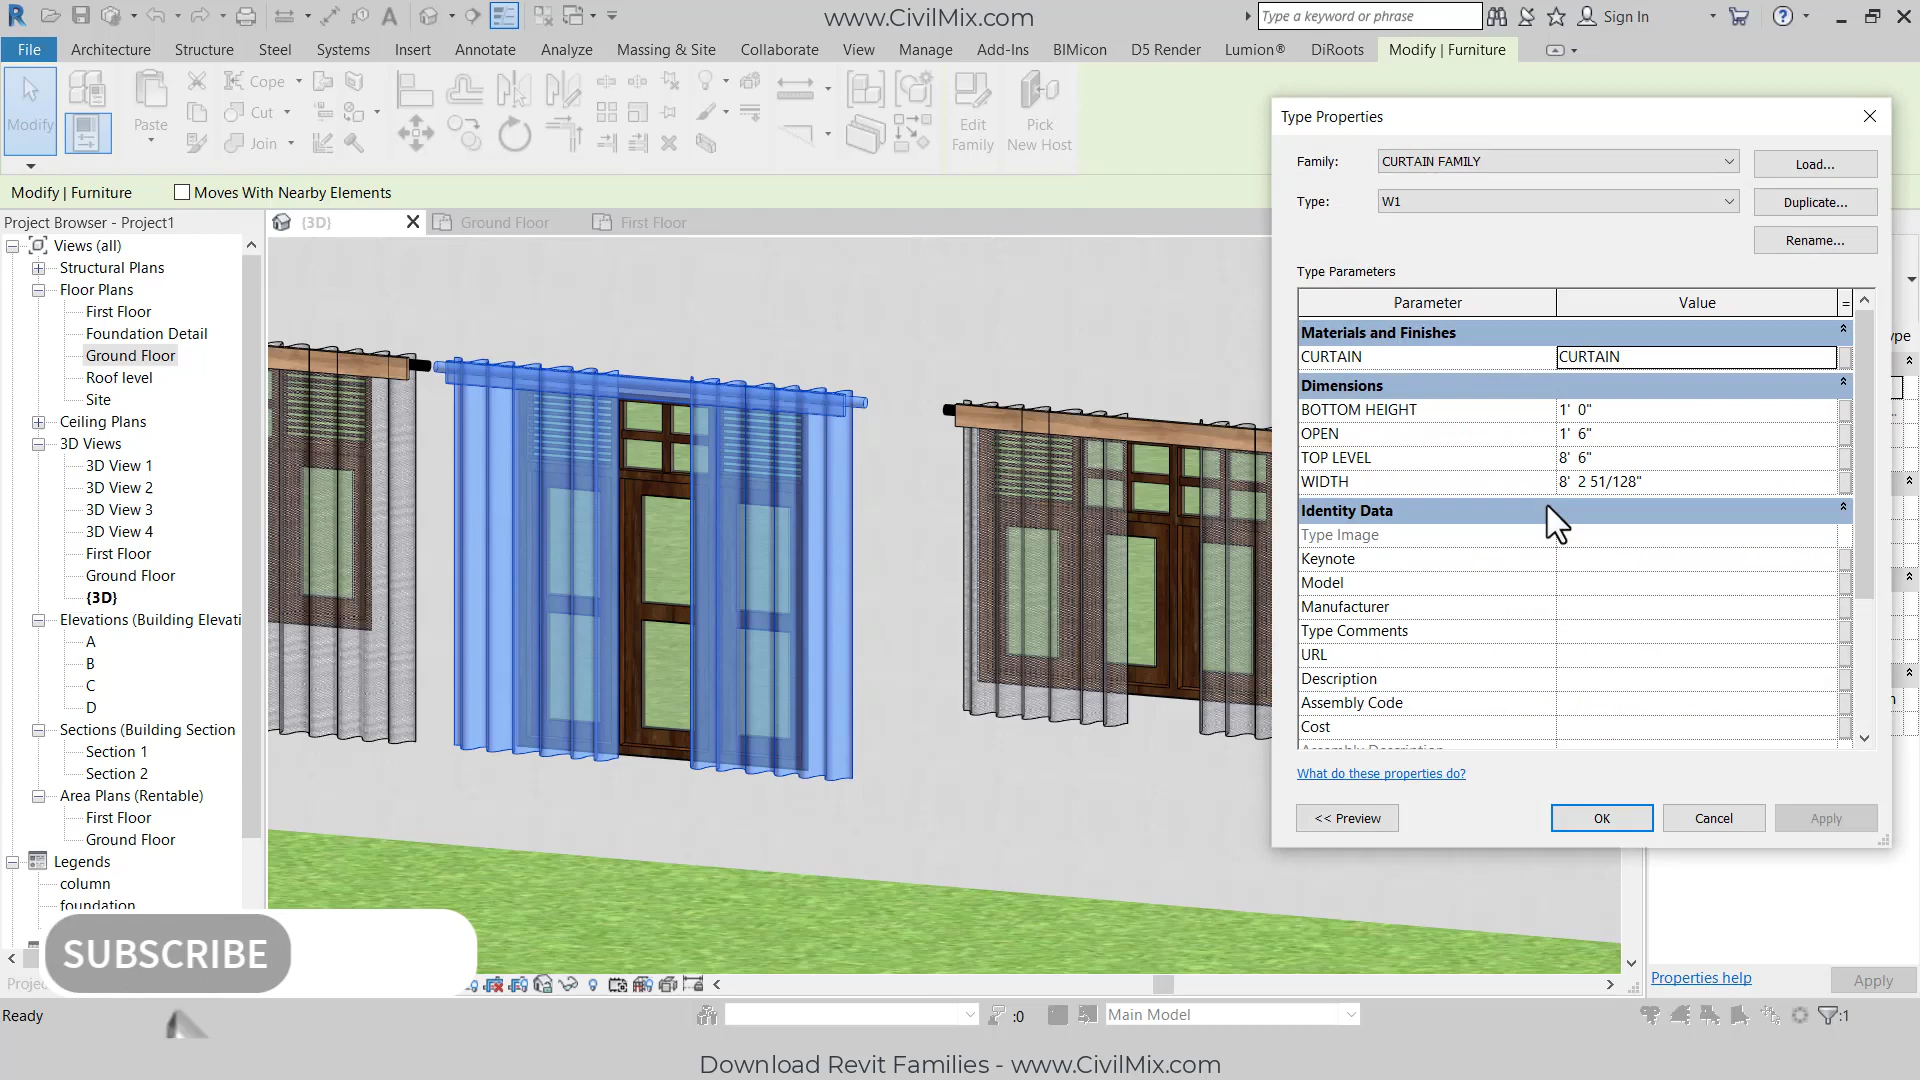 www.CivilMix.com
Type a keyword or phrase
Sign In
File
Architecture
Structure
Steel
Systems
Insert
Annotate
Analyze
Massing & Site
Collaborate
View
Manage
Add-Ins
BIMicon
D5 Render
Lumion®
DiRoots
Modify | Furniture
Modify
Paste
Cope
Cut
Join
Edit
Family
Pick
New Host
Modify | Furniture
Moves With Nearby Elements
Project Browser - Project1
{3D}
Ground Floor
First Floor
Views (all)
Structural Plans
Floor Plans
First Floor
Foundation Detail
Ground Floor
Roof level
Site
Ceiling Plans
3D Views
3D View 1
3D View 2
3D View 3
3D View 4
First Floor
Ground Floor
{3D}
Elevations (Building Elevati
A
B
C
D
Sections (Building Section
Section 1
Section 2
Area Plans (Rentable)
First Floor
Ground Floor
Legends
column
foundation
SUBSCRIBE
Type Properties
Family:
CURTAIN FAMILY
Load...
Type:
W1
Duplicate...
Rename...
Type Parameters
Parameter
Value
=
Materials and Finishes
CURTAIN
CURTAIN
Dimensions
BOTTOM HEIGHT
1' 0"
OPEN
1' 6"
TOP LEVEL
8' 6"
WIDTH
8' 2 51/128"
Identity Data
Type Image
Keynote
Model
Manufacturer
Type Comments
URL
Description
Assembly Code
Cost
Assembly Description
What do these properties do?
<< Preview
OK
Cancel
Apply
Properties help
Apply
Ready
:0
Main Model
:1
Download Revit Families - www.CivilMix.com